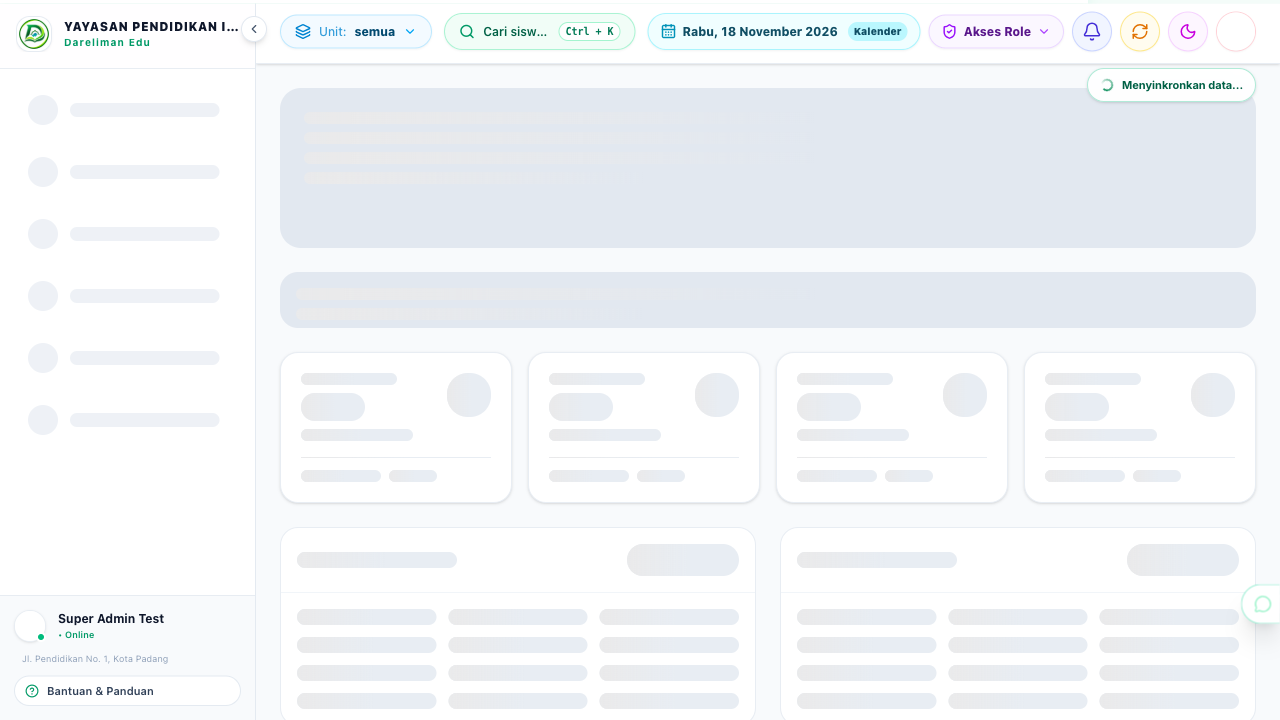 YAYASAN PENDIDIKAN I...
Dareliman Edu
Unit: semua
Cari sisw...
Ctrl + K
Rabu, 18 November 2026
Kalender
Akses Role
Menyinkronkan data...
Super Admin Test
• Online
Jl. Pendidikan No. 1, Kota Padang
Bantuan & Panduan